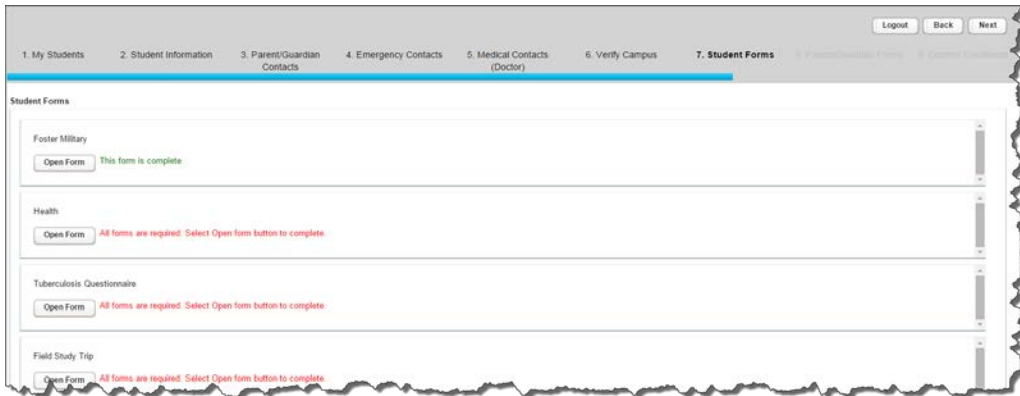 Logout Back Next
1. My Students 2. Student Information 3. Parent/Guardian Contacts 4. Emergency Contacts 5. Medical Contacts (Doctor) 6. Verify Campus 7. Student Forms 8. Parent/Guardian Forms
Student Forms
Foster Military
Open Form This form is complete
Health
Open Form All forms are required. Select Open form button to complete.
Tuberculosis Questionnaire
Open Form All forms are required. Select Open form button to complete.
Field Study Trip
Open Form All forms are required. Select Open form button to complete.